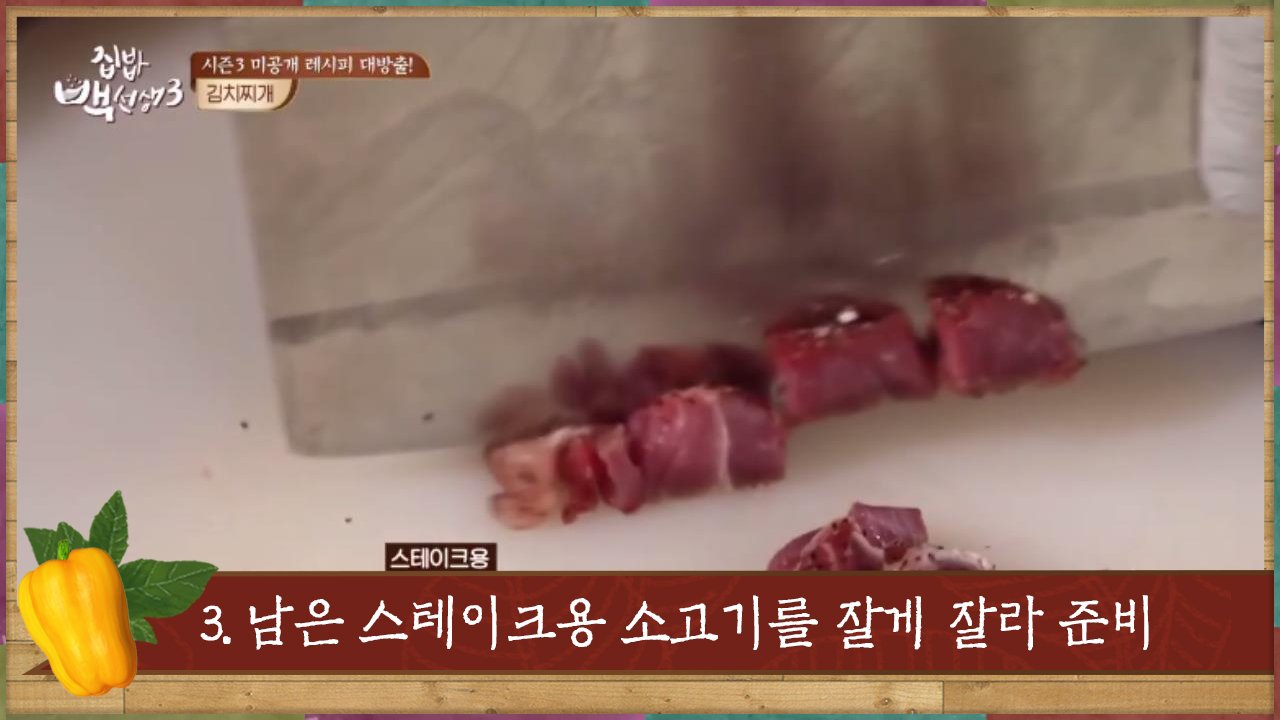 집밥
백선생3
시즌3 미공개 레시피 대방출!
김치찌개
스테이크용
3. 남은 스테이크용 소고기를 잘게 잘라 준비